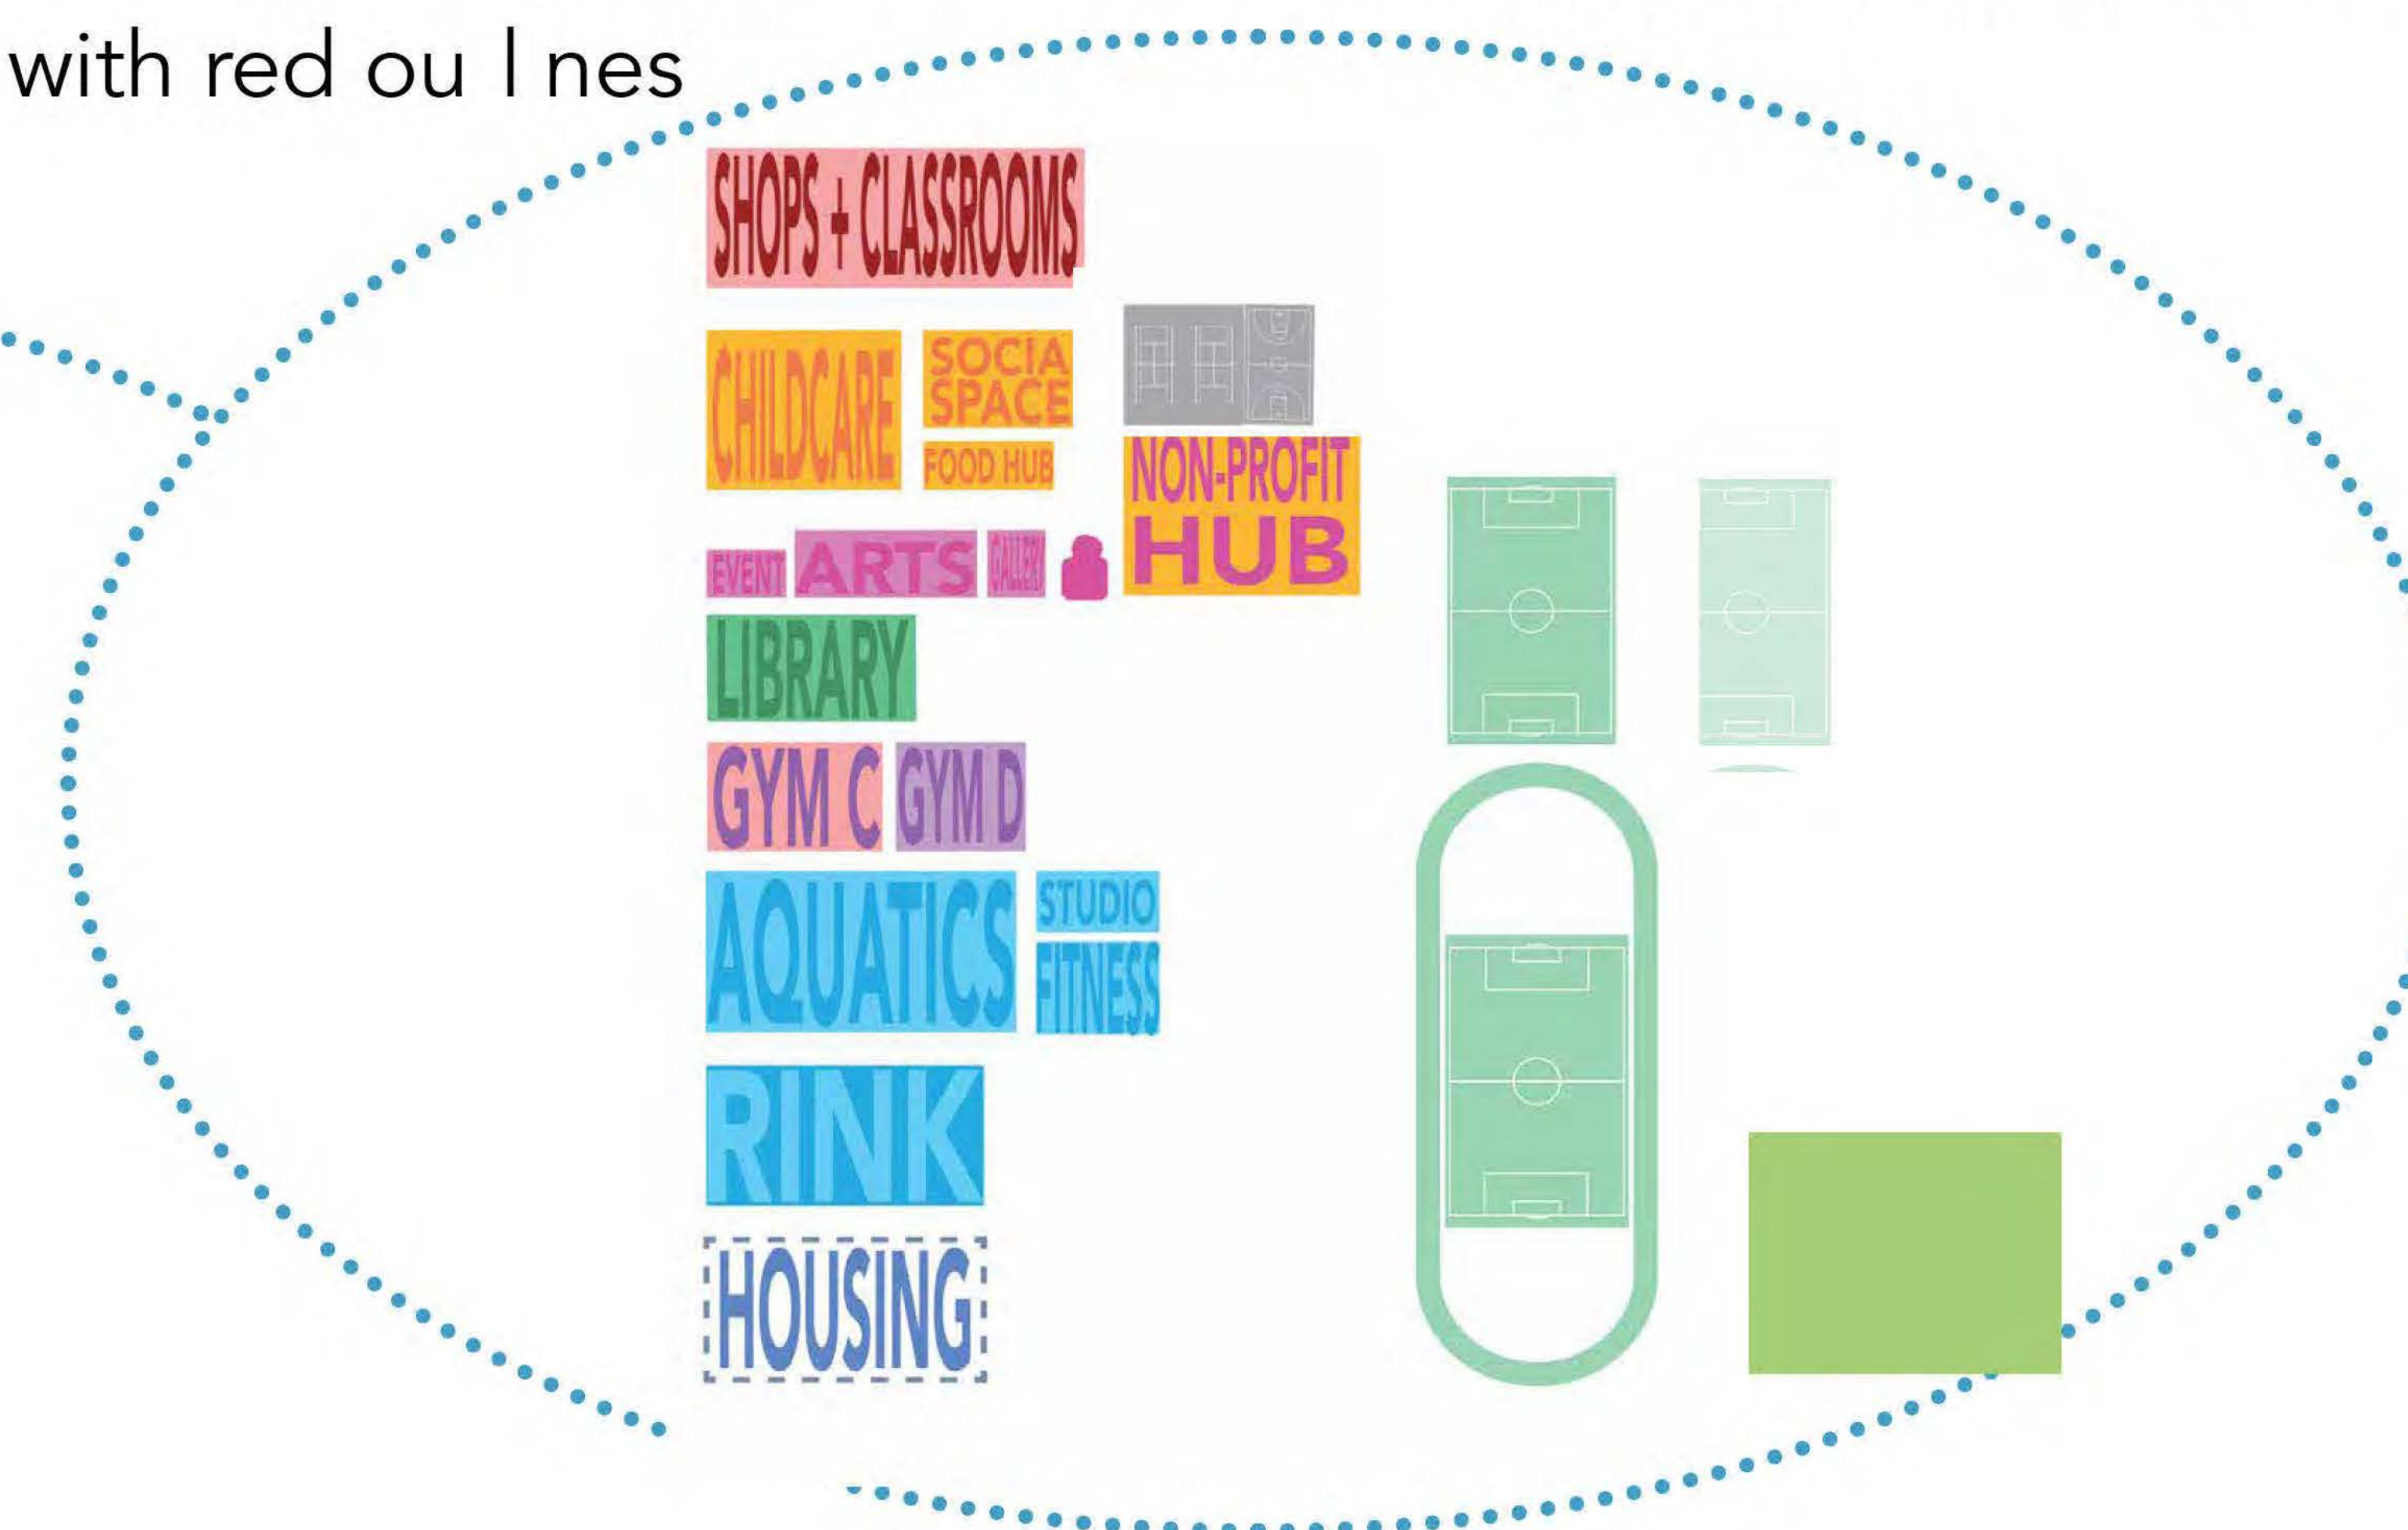 with red ou l nes
SHOPS + CLASSROOMS
CHILDCARE
SOCIA
SPACE
FOOD HUB
NON-PROFIT
HUB
EVENT
ARTS
GALLERY
LIBRARY
GYM C
GYM D
AQUATICS
STUDIO
FITNESS
RINK
HOUSING